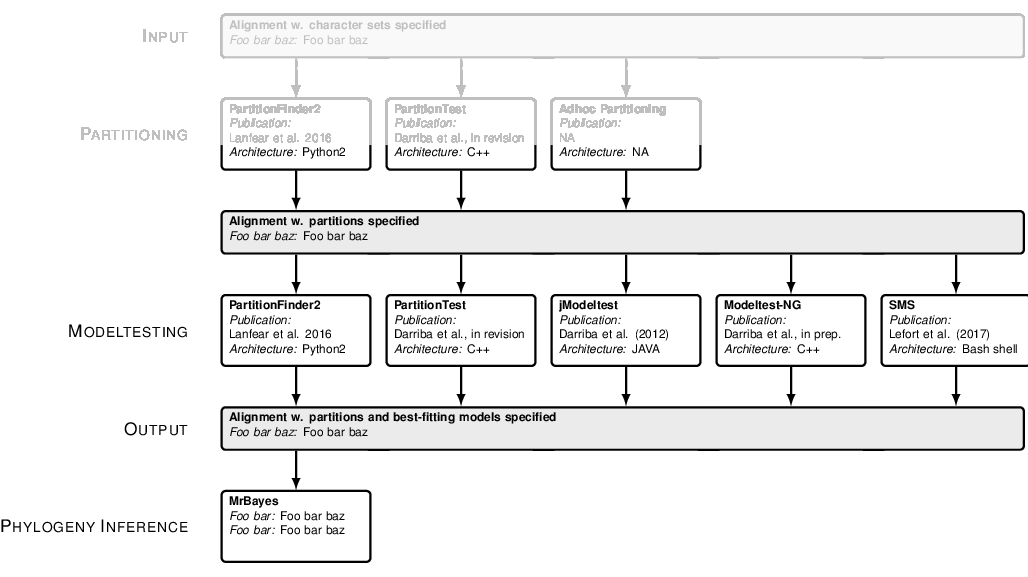 INPUT
Alignment w. character sets specified
Foo bar baz: Foo bar baz
PARTITIONING
PartitionFinder2
Publication:
Lanfear et al. 2016
Architecture: Python2
PartitionTest
Publication:
Darriba et al., in revision
Architecture: C++
Adhoc Partitioning
Publication:
NA
Architecture: NA
Alignment w. partitions specified
Foo bar baz: Foo bar baz
MODELTESTING
PartitionFinder2
Publication:
Lanfear et al. 2016
Architecture: Python2
PartitionTest
Publication:
Darriba et al., in revision
Architecture: C++
jModeltest
Publication:
Darriba et al. (2012)
Architecture: JAVA
Modeltest-NG
Publication:
Darriba et al., in prep.
Architecture: C++
SMS
Publication:
Lefort et al. (2017)
Architecture: Bash shell
OUTPUT
Alignment w. partitions and best-fitting models specified
Foo bar baz: Foo bar baz
PHYLOGENY INFERENCE
MrBayes
Foo bar: Foo bar baz
Foo bar: Foo bar baz